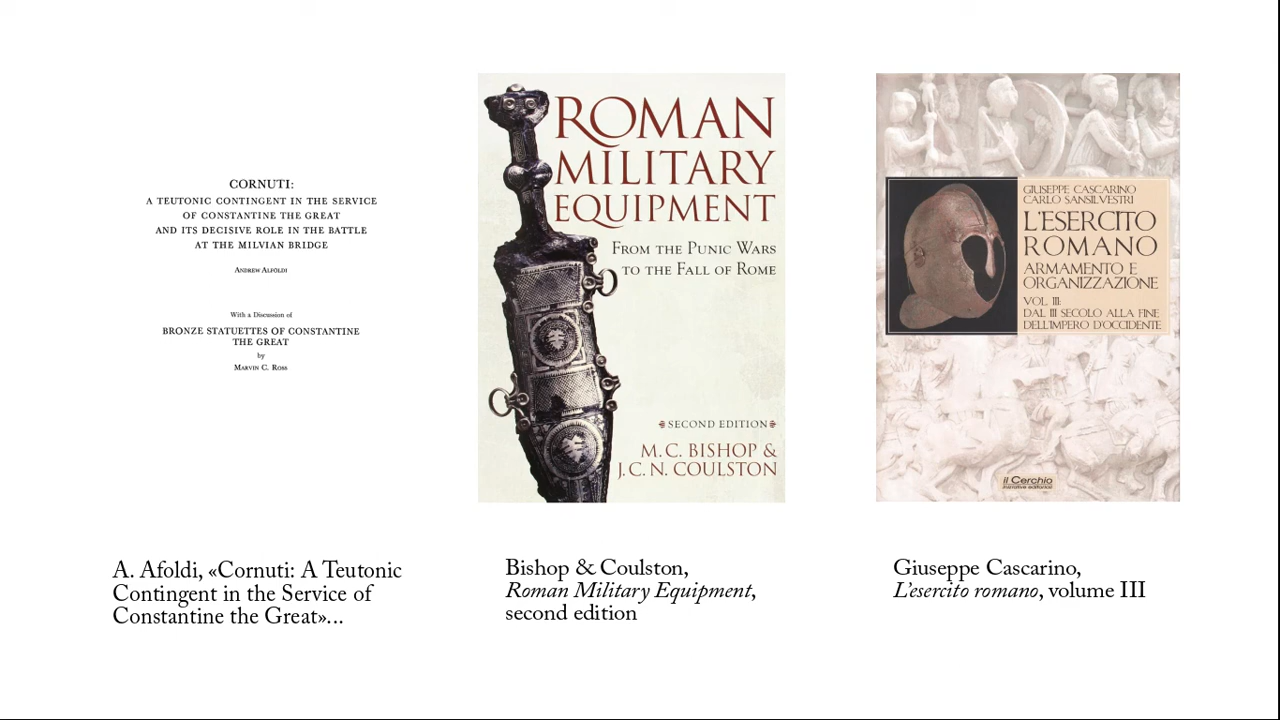 CORNUTI:
A TEUTONIC CONTINGENT IN THE SERVICE
OF CONSTANTINE THE GREAT
AND ITS DECISIVE ROLE IN THE BATTLE
AT THE MILVIAN BRIDGE
ANDREW ALFÖLDI
With a Discussion of
BRONZE STATUETTES OF CONSTANTINE
THE GREAT
by
MARVIN C. ROSS
A. Afoldi, «Cornuti: A Teutonic
Contingent in the Service of
Constantine the Great»...
ROMAN
MILITARY
EQUIPMENT
FROM THE PUNIC WARS
TO THE FALL OF ROME
SECOND EDITION
M.C. BISHOP &
J.C.N. COULSTON
Bishop & Coulston,
Roman Military Equipment,
second edition
GIUSEPPE CASCARINO
CARLO SANSILVESTRI
L'ESERCITO
ROMANO
ARMAMENTO E
ORGANIZZAZIONE
VOL. III:
DAL III SECOLO ALLA FINE
DELL'IMPERO D'OCCIDENTE
il Cerchio
iniziative editoriali
Giuseppe Cascarino,
L'esercito romano, volume III